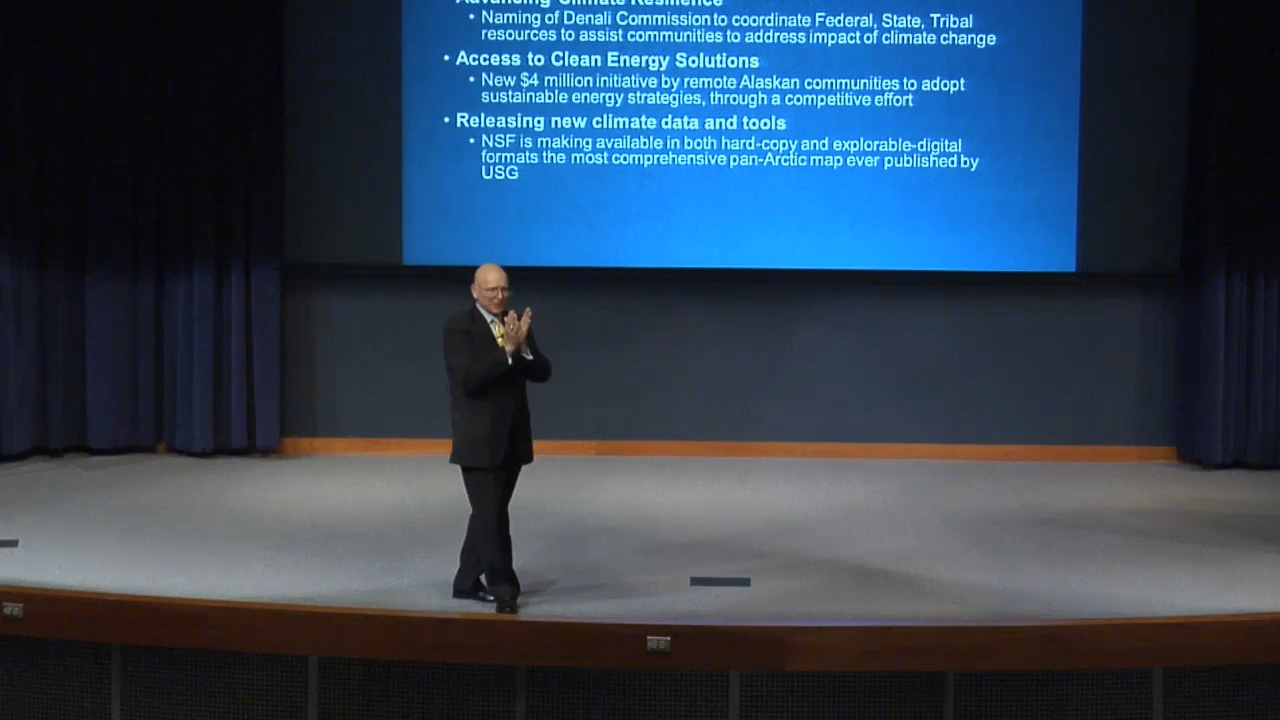 Advancing Climate Resilience
• Naming of Denali Commission to coordinate Federal, State, Tribal
resources to assist communities to address impact of climate change
• Access to Clean Energy Solutions
• New $4 million initiative by remote Alaskan communities to adopt
sustainable energy strategies, through a competitive effort
• Releasing new climate data and tools
• NSF is making available in both hard-copy and explorable-digital
formats the most comprehensive pan-Arctic map ever published by
USG